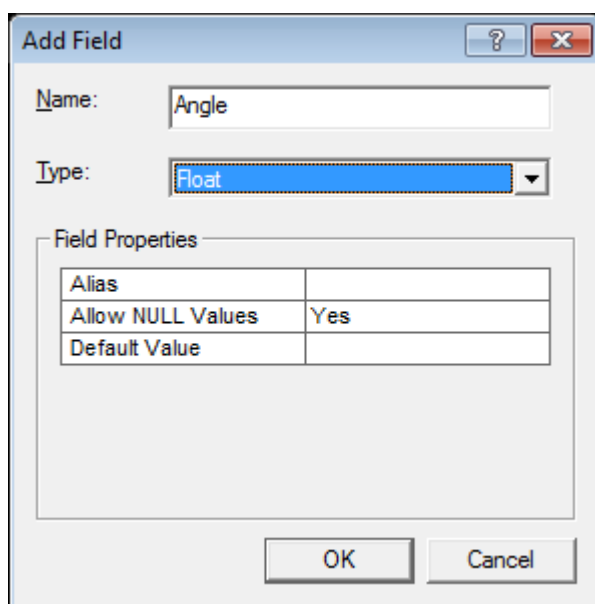 Add Field
Name: Angle
Type: Float
Field Properties
Alias
Allow NULL Values Yes
Default Value
OK Cancel